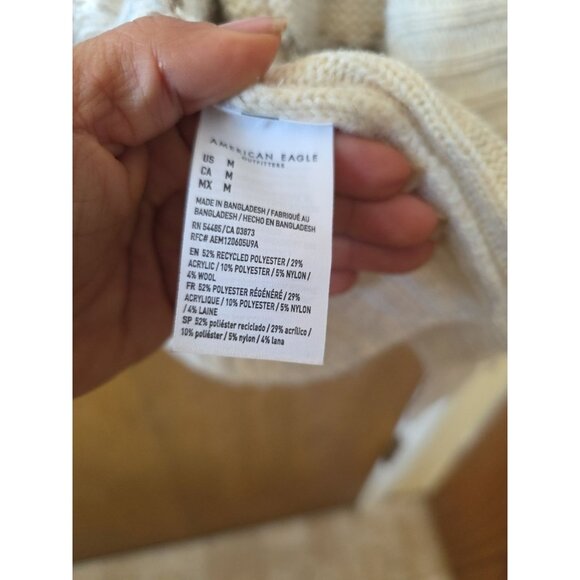 AMERICAN EAGLE
OUTFITTERS
US M
CA M
MX M
MADE IN BANGLADESH / FABRIQUÉ AU
BANGLADESH / HECHO EN BANGLADESH
RN 54485/CA 03873
RFC# AEM120605U9A
EN 52% RECYCLED POLYESTER / 29%
ACRYLIC / 10% POLYESTER / 5% NYLON /
4% WOOL
FR 52% POLYESTER RÉGÉNÉRÉ / 29%
ACRYLIQUE / 10% POLYESTER / 5% NYLON
/ 4% LAINE
SP 52% poliéster reciclado / 29% acrílico /
10% poliéster / 5% nylon / 4% lana